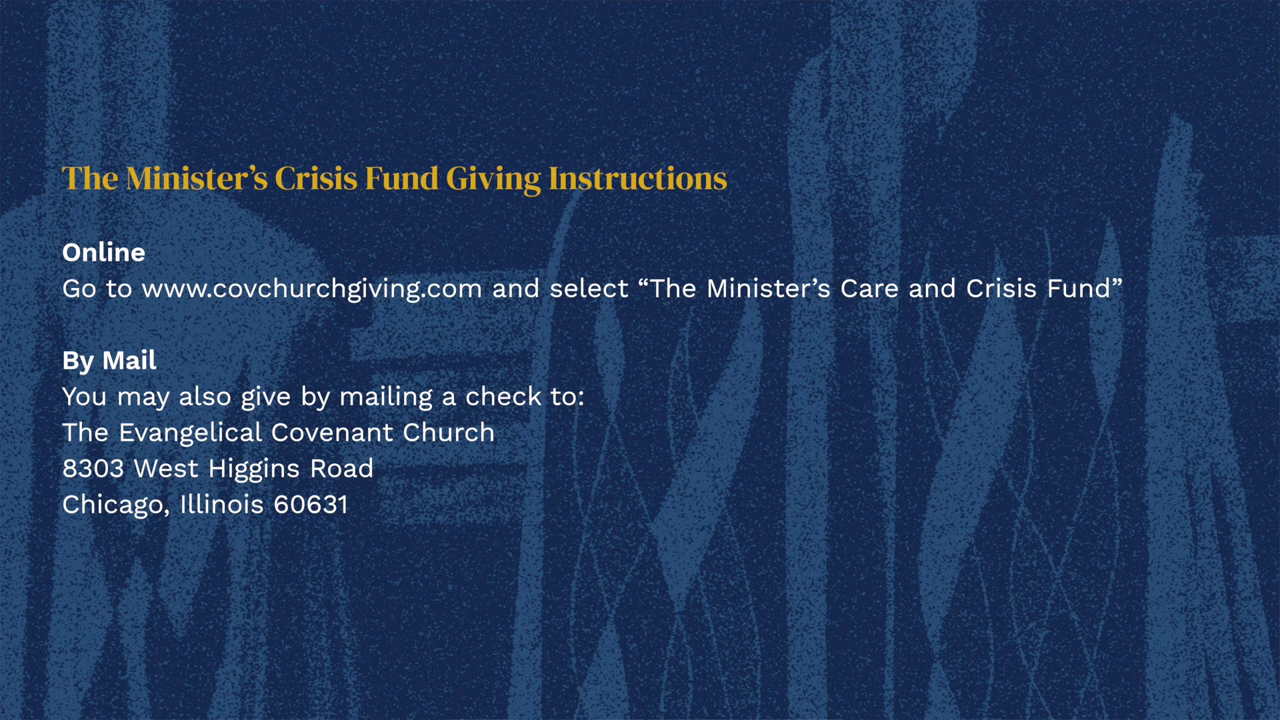 The Minister’s Crisis Fund Giving Instructions
Online
Go to www.covchurchgiving.com and select “The Minister’s Care and Crisis Fund”
By Mail
You may also give by mailing a check to:
The Evangelical Covenant Church
8303 West Higgins Road
Chicago, Illinois 60631